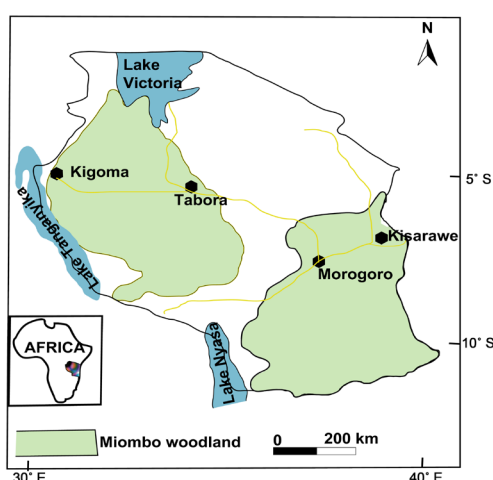 N
Lake
Victoria
Kigoma
Tabora
5° S
Kisarawe
Lake Tanganyika
Morogoro
AFRICA
Lake Nyasa
10° S
Miombo woodland
0 200 km
30° E
40° E